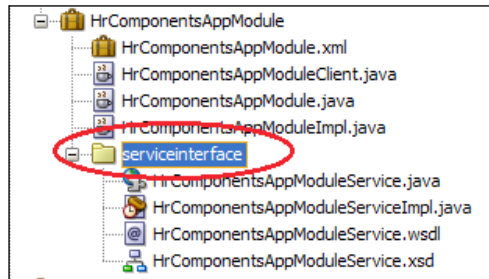 HrComponentsAppModule
HrComponentsAppModule.xml
HrComponentsAppModuleClient.java
HrComponentsAppModule.java
HrComponentsAppModuleImpl.java
serviceinterface
HrComponentsAppModuleService.java
HrComponentsAppModuleServiceImpl.java
HrComponentsAppModuleService.wsdl
HrComponentsAppModuleService.xsd